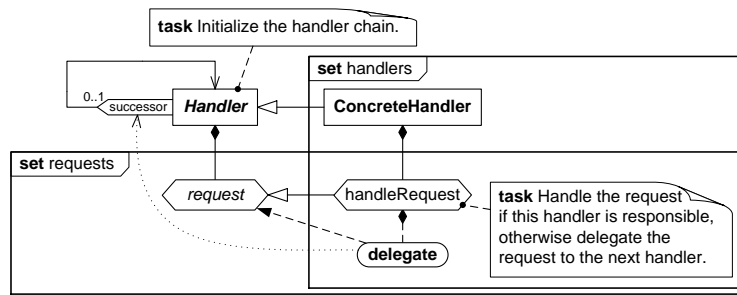 task Initialize the handler chain.
set handlers
0..1
successor
Handler
ConcreteHandler
set requests
request
handleRequest
task Handle the request
if this handler is responsible,
otherwise delegate the
request to the next handler.
delegate